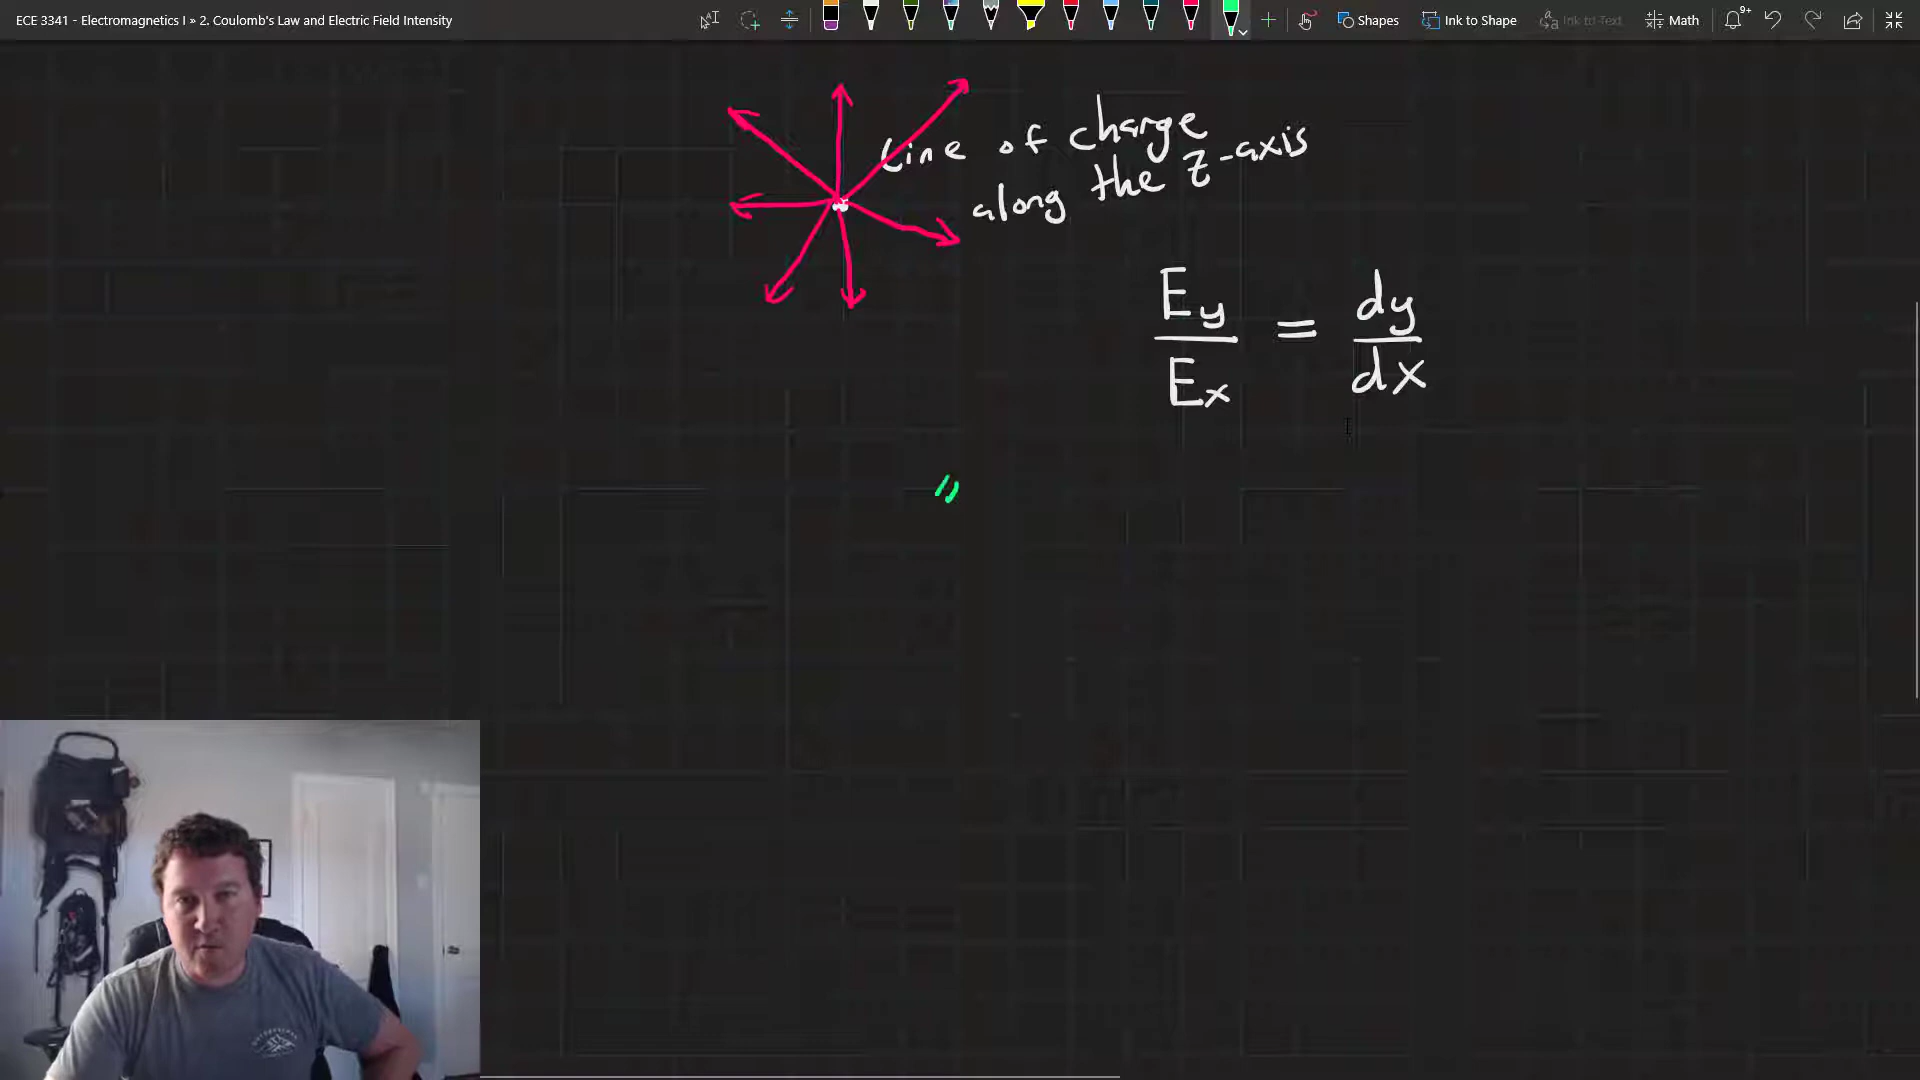 ECE 3341 - Electromagnetics I » 2. Coulomb's Law and Electric Field Intensity
Shapes
Ink to Shape
Ink to Text
Math
9+
Line of charge
along the z-axis
Ey/Ex = dy/dx
"